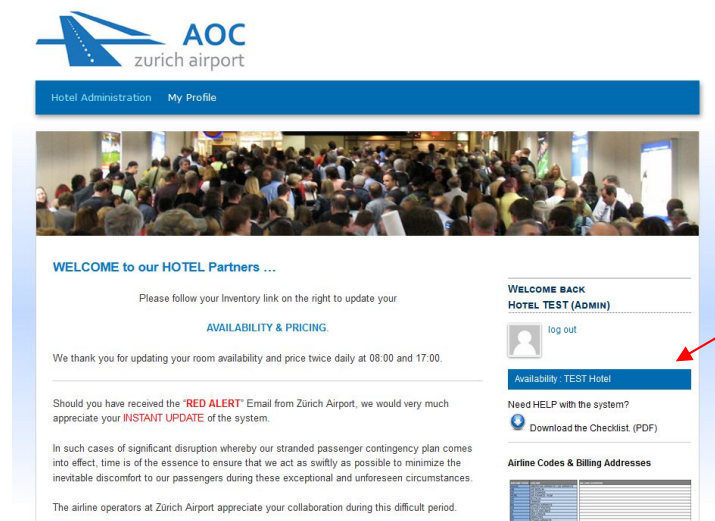 AOC
zurich airport
Hotel Administration My Profile
WELCOME to our HOTEL Partners ...
Please follow your Inventory link on the right to update your
AVAILABILITY & PRICING.
We thank you for updating your room availability and price twice daily at 08:00 and 17:00.
Should you have received the "RED ALERT" Email from Zürich Airport, we would very much
appreciate your INSTANT UPDATE of the system.
In such cases of significant disruption whereby our stranded passenger contingency plan comes
into effect, time is of the essence to ensure that we act as swiftly as possible to minimize the
inevitable discomfort to our passengers during these exceptional and unforeseen circumstances.
The airline operators at Zürich Airport appreciate your collaboration during this difficult period.
WELCOME BACK
HOTEL TEST (ADMIN)
log out
Availability : TEST Hotel
Need HELP with the system?
Download the Checklist. (PDF)
Airline Codes & Billing Addresses